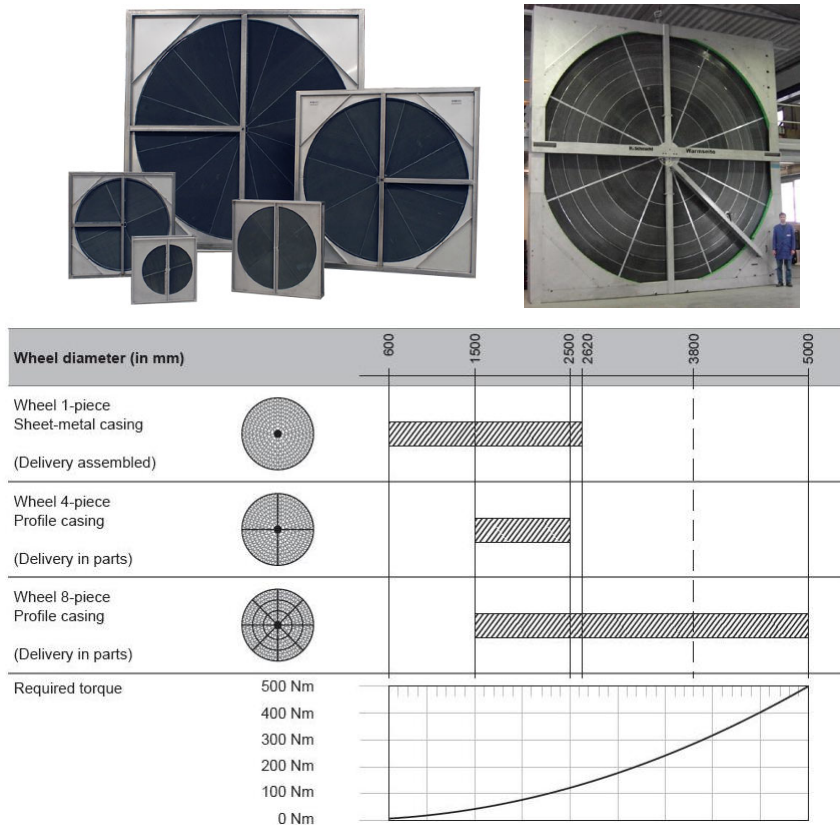 Wheel diameter (in mm)
600
1500
2500
2620
3800
5000
Wheel 1-piece
Sheet-metal casing
(Delivery assembled)
Wheel 4-piece
Profile casing
(Delivery in parts)
Wheel 8-piece
Profile casing
(Delivery in parts)
Required torque
500 Nm
400 Nm
300 Nm
200 Nm
100 Nm
0 Nm